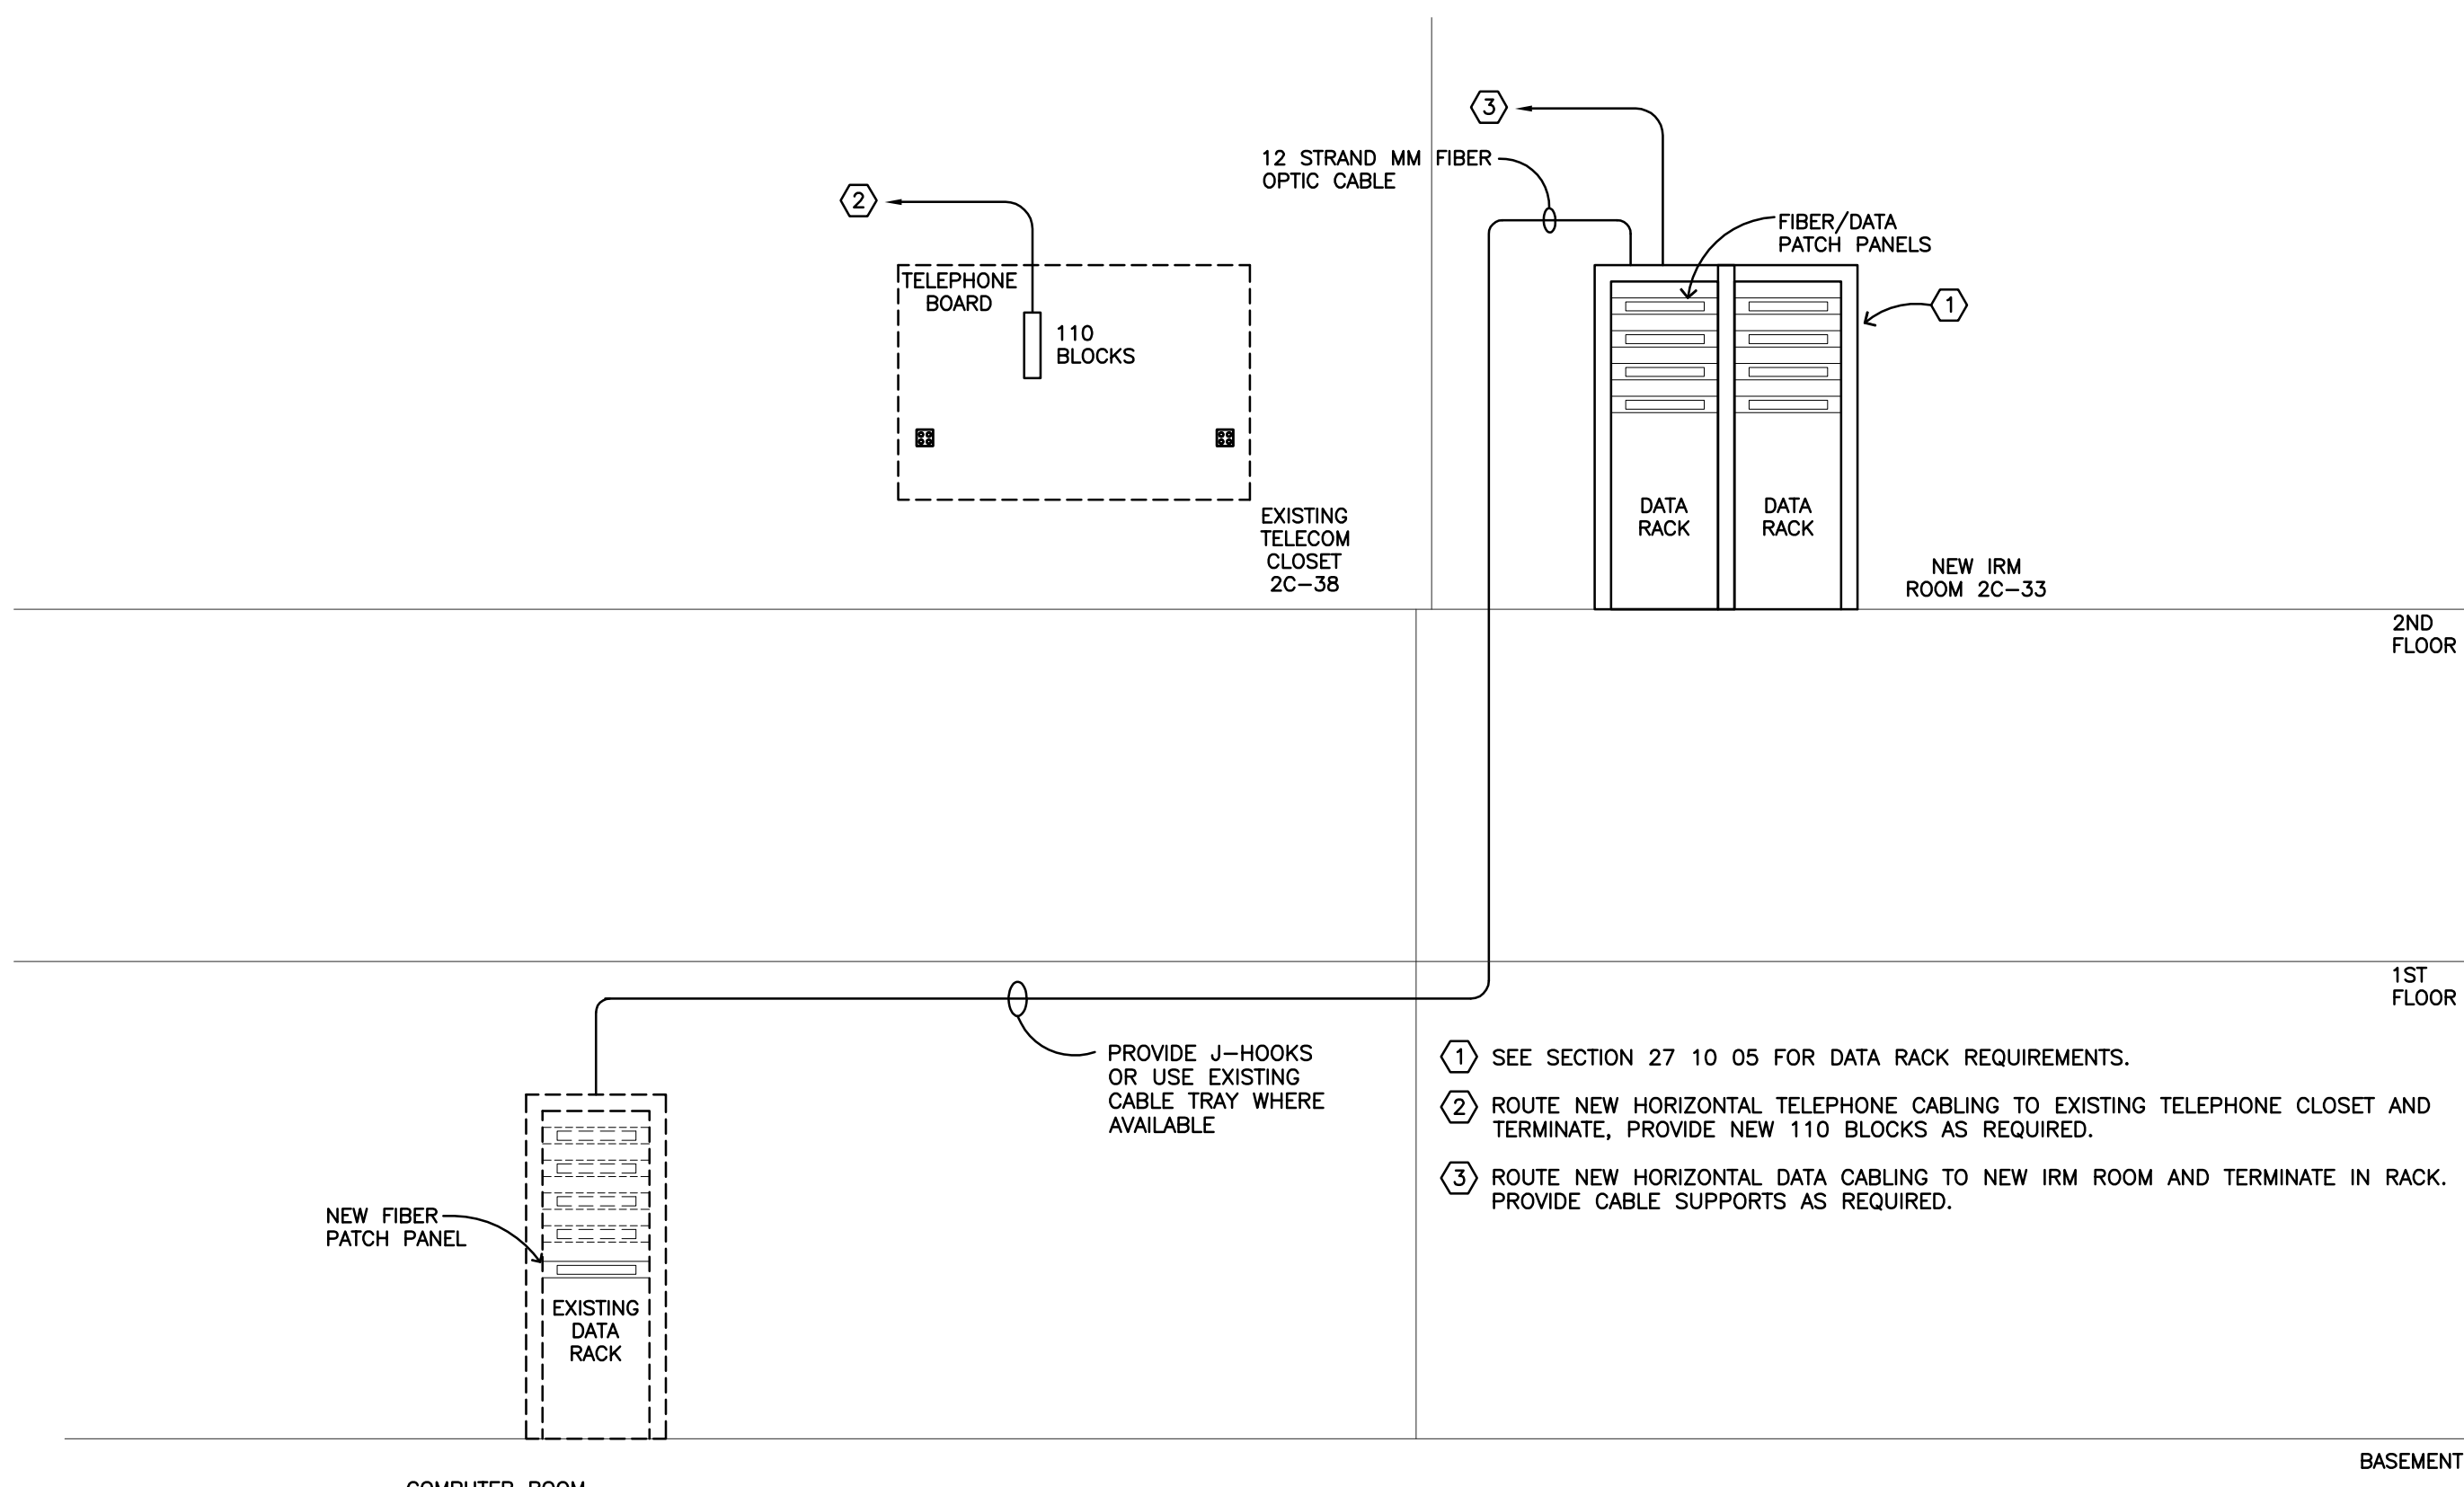 3
12 STRAND MM FIBER
OPTIC CABLE
2
FIBER/DATA
PATCH PANELS
TELEPHONE
BOARD
110
BLOCKS
1
DATA
RACK
DATA
RACK
EXISTING
TELECOM
CLOSET
2C-38
NEW IRM
ROOM 2C-33
2ND
FLOOR
1ST
FLOOR
PROVIDE J-HOOKS
OR USE EXISTING
CABLE TRAY WHERE
AVAILABLE
1 SEE SECTION 27 10 05 FOR DATA RACK REQUIREMENTS.
2 ROUTE NEW HORIZONTAL TELEPHONE CABLING TO EXISTING TELEPHONE CLOSET AND
TERMINATE, PROVIDE NEW 110 BLOCKS AS REQUIRED.
3 ROUTE NEW HORIZONTAL DATA CABLING TO NEW IRM ROOM AND TERMINATE IN RACK.
PROVIDE CABLE SUPPORTS AS REQUIRED.
NEW FIBER
PATCH PANEL
EXISTING
DATA
RACK
BASEMENT
COMPUTER ROOM